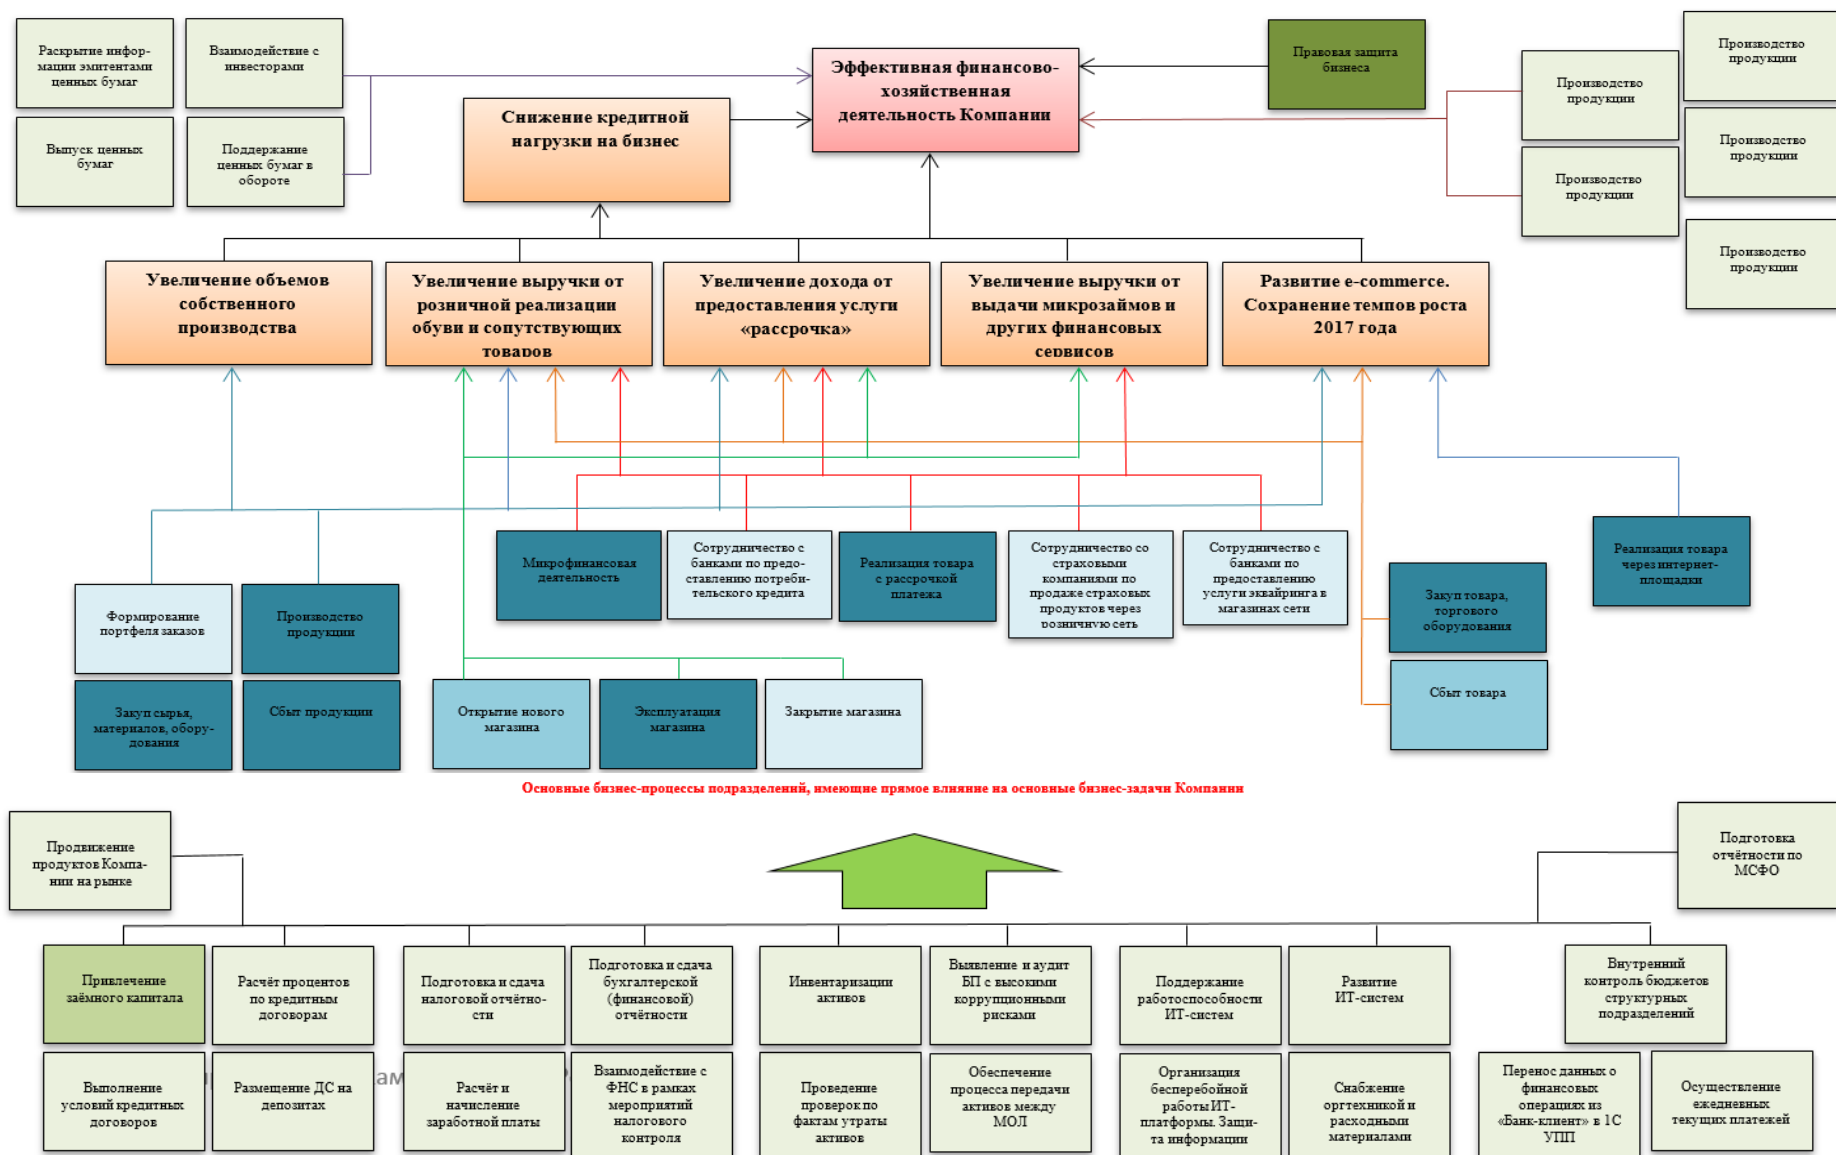 Раскрытие инфор-
мации эмитентами
ценных бумаг
Взаимодействие с
инвесторами
Выпуск ценных
бумаг
Поддержание
ценных бумаг в
обороте
Снижение кредитной
нагрузки на бизнес
Эффективная финансово-
хозяйственная
деятельность Компании
Правовая защита
бизнеса
Производство
продукции
Производство
продукции
Производство
продукции
Производство
продукции
Производство
продукции
Увеличение объемов
собственного
производства
Увеличение выручки от
розничной реализации
обуви и сопутствующих
товаров
Увеличение дохода от
предоставления услуги
«рассрочка»
Увеличение выручки от
выдачи микрозаймов и
других финансовых
сервисов
Развитие e-commerce.
Сохранение темпов роста
2017 года
Микрофинансовая
деятельность
Сотрудничество с
банками по предо-
ставлению потреби-
тельского кредита
Реализация товара
с рассрочкой
платежа
Сотрудничество со
страховыми
компаниями по
продаже страховых
продуктов через
розничную сеть
Сотрудничество с
банками по
предоставлению
услуги эквайринга в
магазинах сети
Реализация товара
через интернет-
площадки
Формирование
портфеля заказов
Производство
продукции
Закуп товара,
торгового
оборудования
Закуп сырья,
материалов, обору-
дования
Сбыт продукции
Открытие нового
магазина
Эксплуатация
магазина
Закрытие магазина
Сбыт товара
Основные бизнес-процессы подразделений, имеющие прямое влияние на основные бизнес-задачи Компании
Продвижение
продуктов Компа-
нии на рынке
Подготовка
отчётности по
МСФО
Привлечение
заёмного капитала
Расчёт процентов
по кредитным
договорам
Подготовка и сдача
налоговой отчётно-
сти
Подготовка и сдача
бухгалтерской
(финансовой)
отчётности
Инвентаризации
активов
Выявление и аудит
БП с высокими
коррупционными
рисками
Поддержание
работоспособности
ИТ-систем
Развитие
ИТ-систем
Внутренний
контроль бюджетов
структурных
подразделений
Выполнение
условий кредитных
договоров
Размещение ДС на
депозитах
Расчёт и
начисление
заработной платы
Взаимодействие с
ФНС в рамках
мероприятий
налогового
контроля
Проведение
проверок по
фактам утраты
активов
Обеспечение
процесса передачи
активов между
МОЛ
Организация
бесперебойной
работы ИТ-
платформы. Защи-
та информации
Снабжение
оргтехникой и
расходными
материалами
Перенос данных о
финансовых
операциях из
«Банк-клиент» в 1С
УПП
Осуществление
ежедневных
текущих платежей